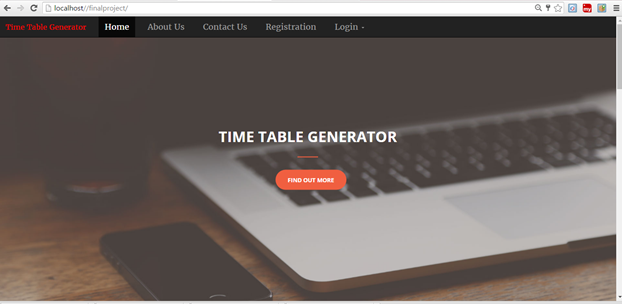 localhost//finalproject/
Time Table Generator Home About Us Contact Us Registration Login
TIME TABLE GENERATOR
FIND OUT MORE